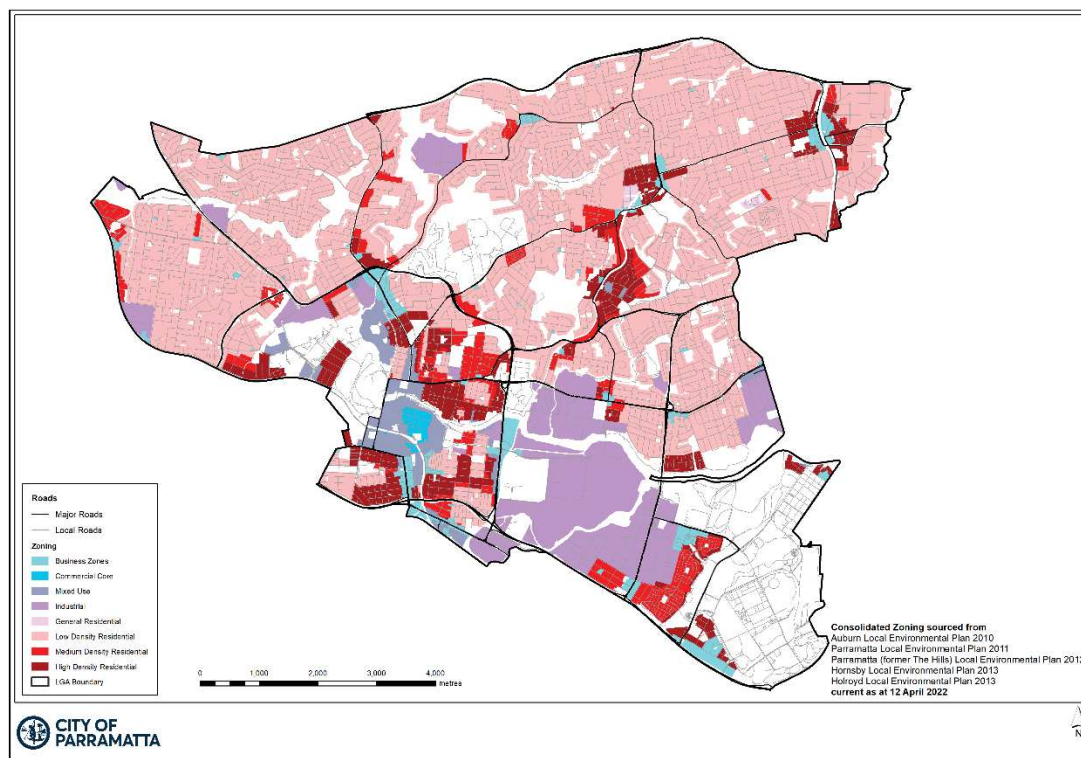 Roads
Major Roads
Local Roads
Zoning
Business Zones
Commercial Core
Mixed Use
Industrial
General Residential
Low Density Residential
Medium Density Residential
High Density Residential
LGA Boundary
0 1,000 2,000 3,000 4,000
metres
Consolidated Zoning sourced from
Auburn Local Environmental Plan 2010
Parramatta Local Environmental Plan 2011
Parramatta (former The Hills) Local Environmental Plan 2012
Hornsby Local Environmental Plan 2013
Holroyd Local Environmental Plan 2013
current as at 12 April 2022
CITY OF
PARRAMATTA
N